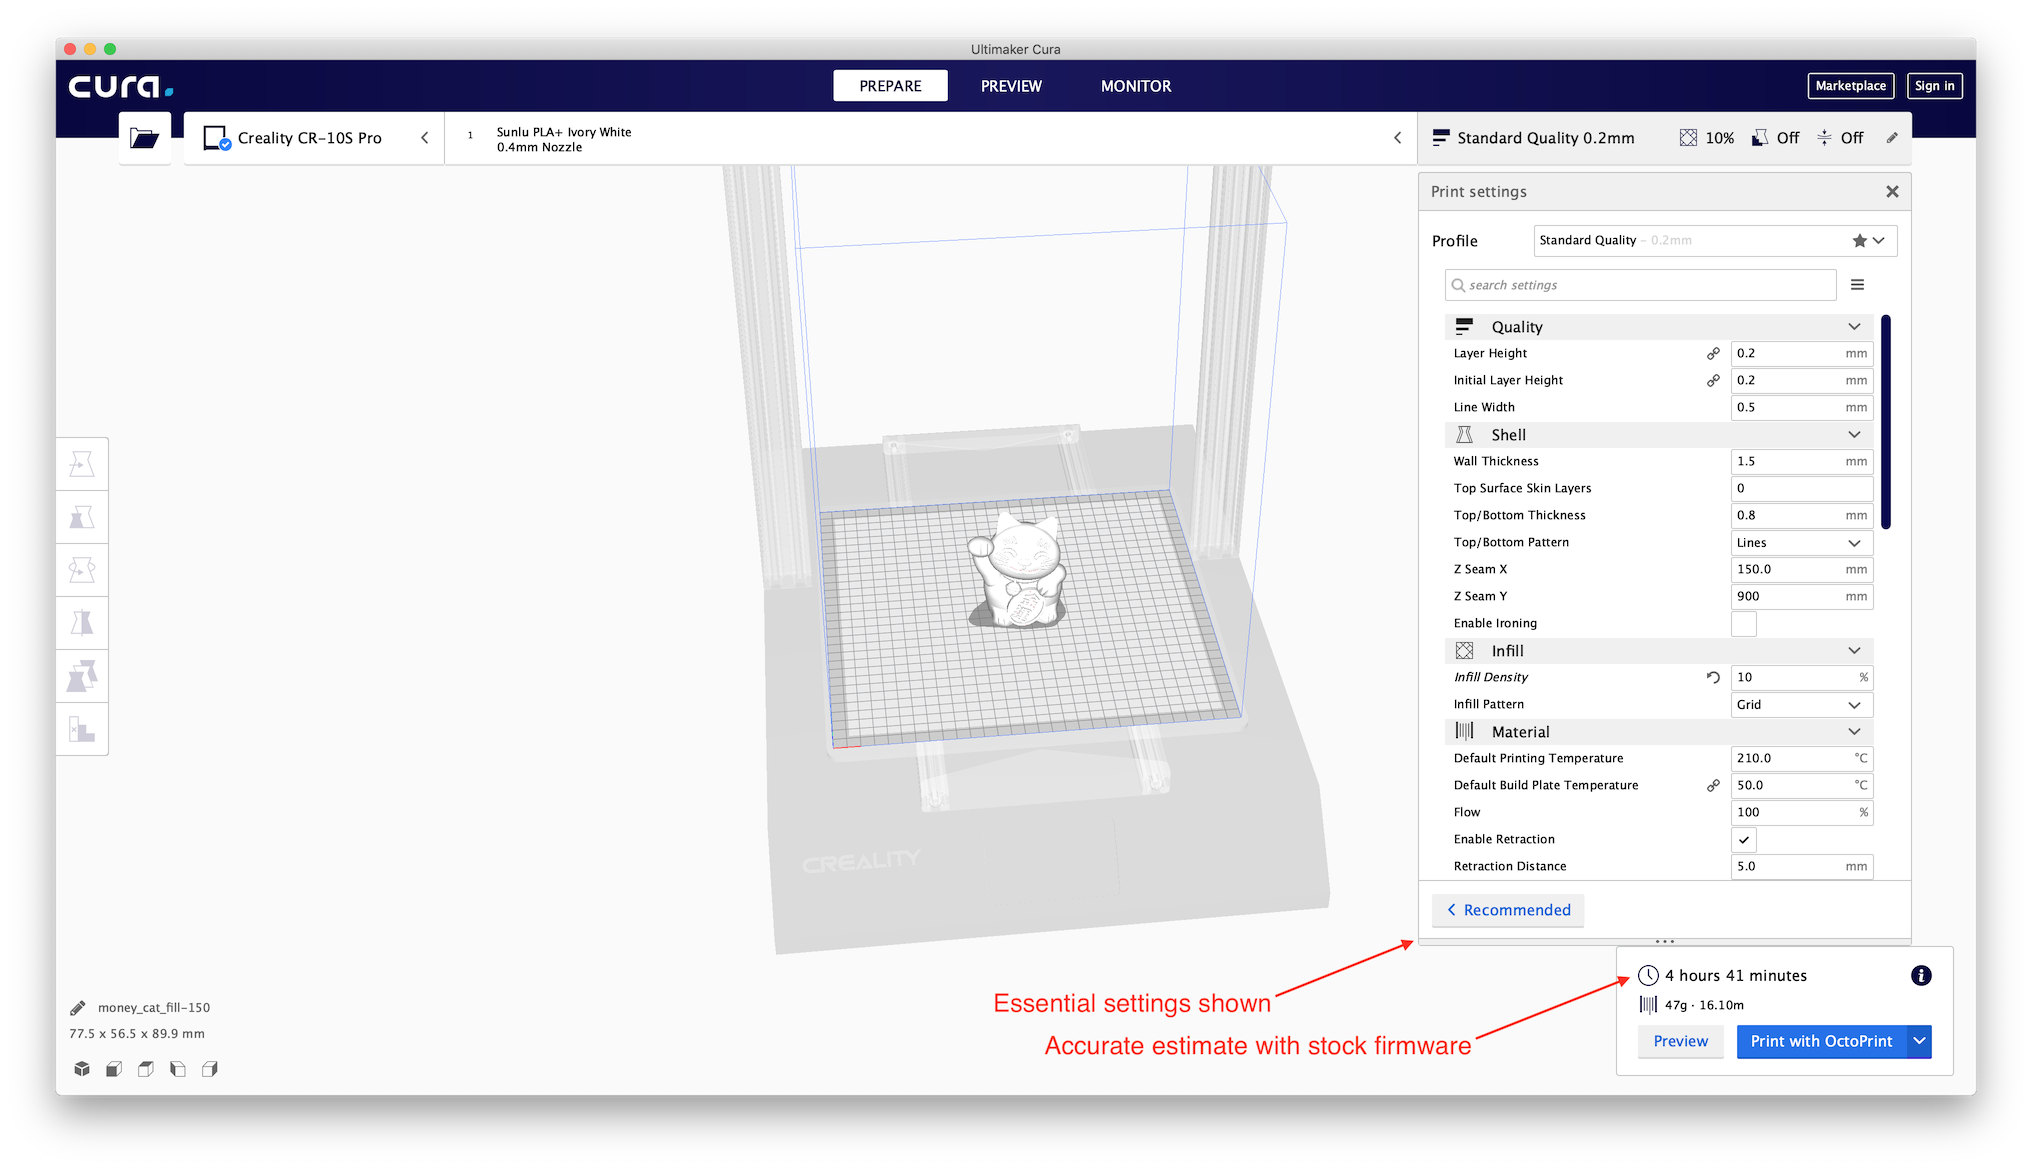 Ultimaker Cura
cura.
PREPARE
PREVIEW
MONITOR
Marketplace
Sign in
Creality CR-10S Pro
1
Sunlu PLA+ Ivory White
0.4mm Nozzle
Standard Quality 0.2mm
10%
Off
Off
Print settings
Profile
Standard Quality - 0.2mm
search settings
Quality
Layer Height 0.2 mm
Initial Layer Height 0.2 mm
Line Width 0.5 mm
Shell
Wall Thickness 1.5 mm
Top Surface Skin Layers 0
Top/Bottom Thickness 0.8 mm
Top/Bottom Pattern Lines
Z Seam X 150.0 mm
Z Seam Y 900 mm
Enable Ironing
Infill
Infill Density 10 %
Infill Pattern Grid
Material
Default Printing Temperature 210.0 °C
Default Build Plate Temperature 50.0 °C
Flow 100 %
Enable Retraction
Retraction Distance 5.0 mm
Recommended
CREALITY
Essential settings shown
Accurate estimate with stock firmware
4 hours 41 minutes
47g · 16.10m
Preview
Print with OctoPrint
money_cat_fill-150
77.5 x 56.5 x 89.9 mm